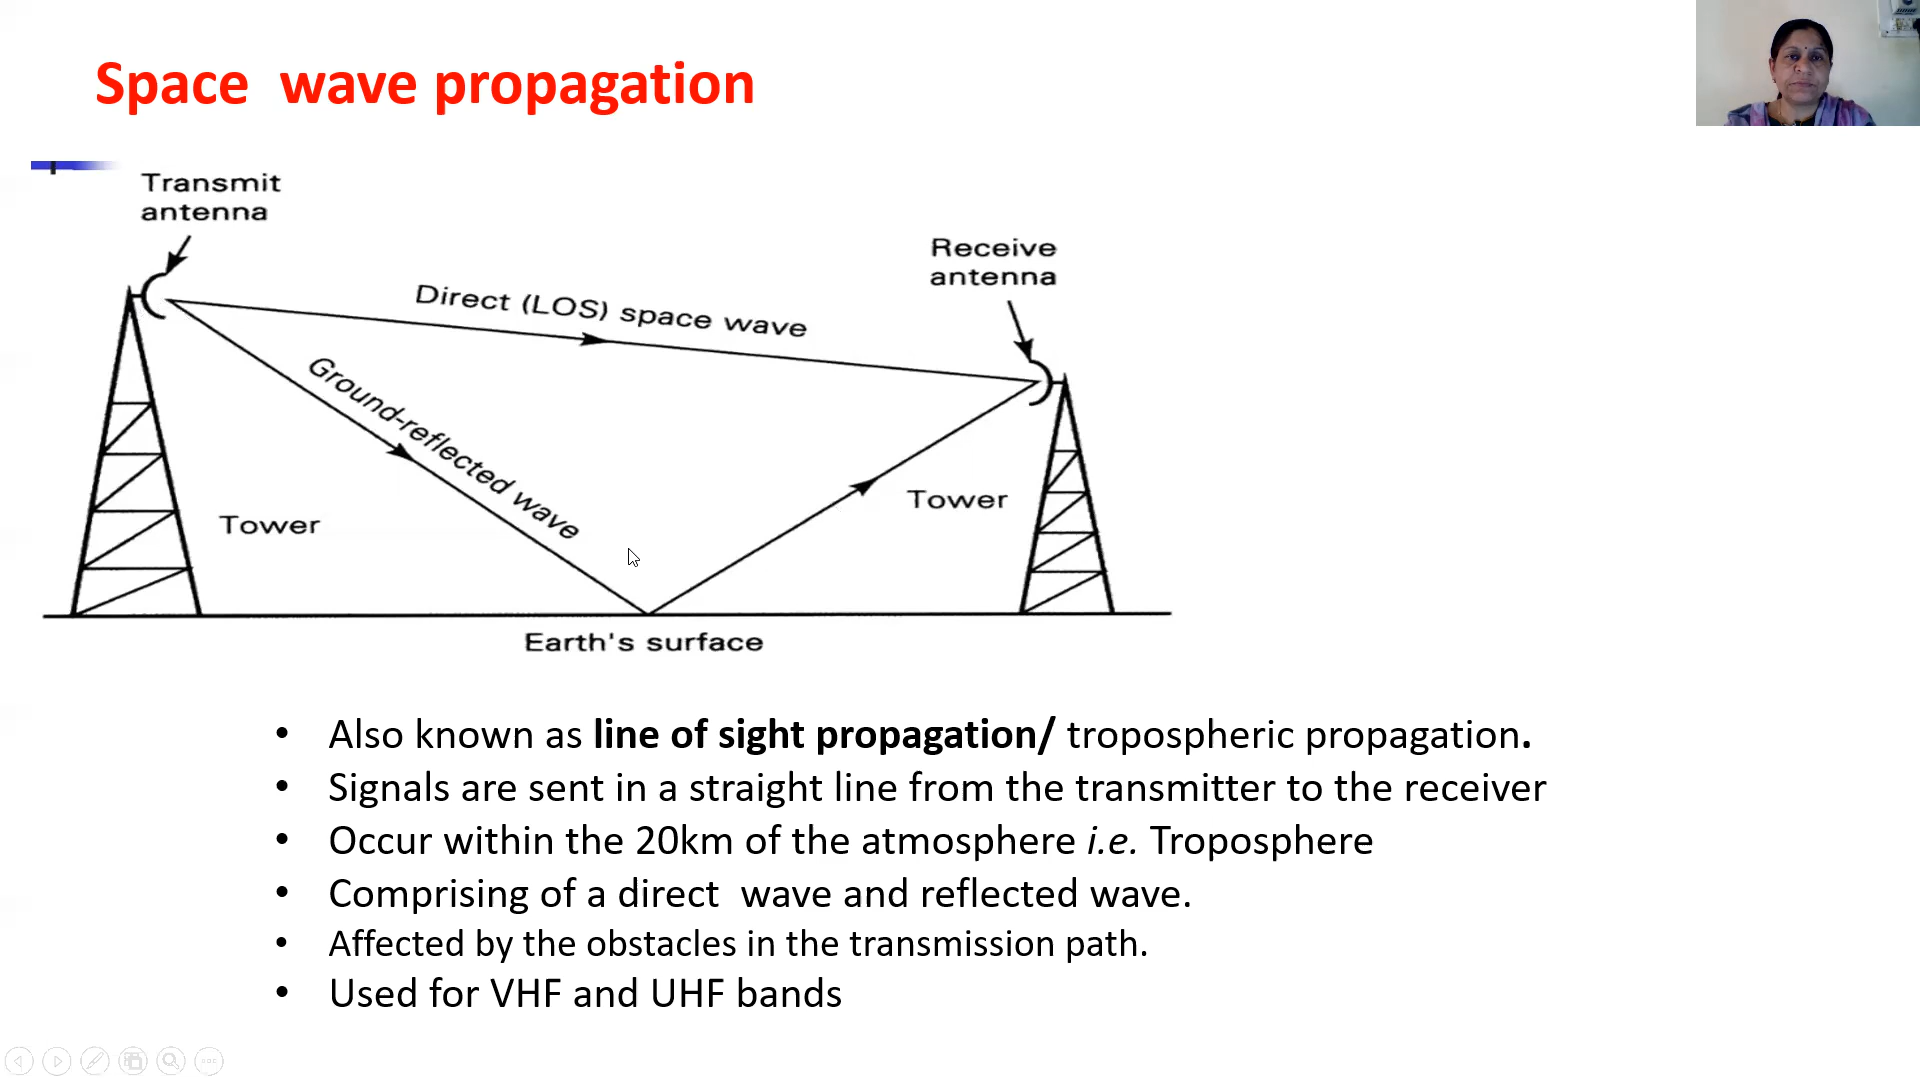 Space wave propagation
Transmit
antenna
Receive
antenna
Direct (LOS) space wave
Ground-reflected wave
Tower
Tower
Earth's surface
• Also known as line of sight propagation/ tropospheric propagation.
• Signals are sent in a straight line from the transmitter to the receiver
• Occur within the 20km of the atmosphere i.e. Troposphere
• Comprising of a direct wave and reflected wave.
• Affected by the obstacles in the transmission path.
• Used for VHF and UHF bands